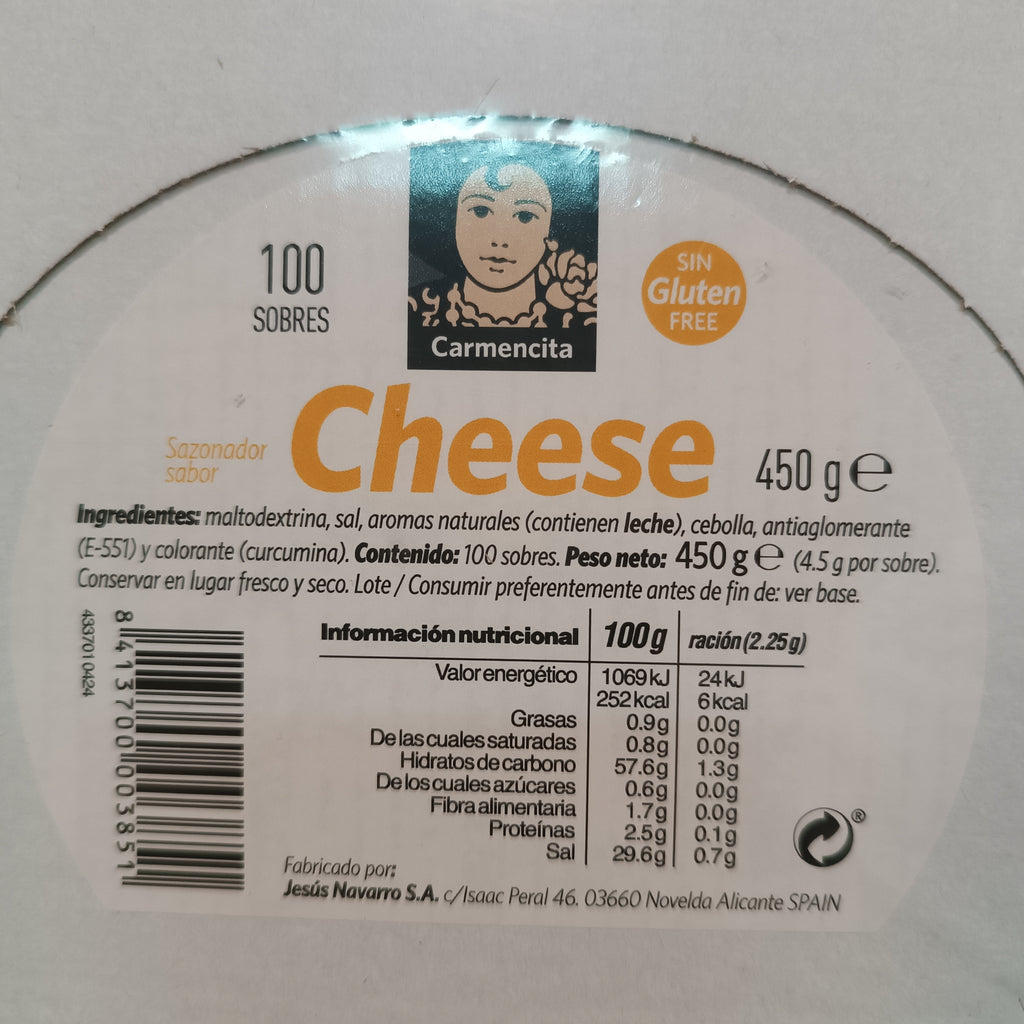 100
SOBRES
Carmencita
SIN
Gluten
FREE
Sazonador
sabor
Cheese
450 g ℮
Ingredientes: maltodextrina, sal, aromas naturales (contienen leche), cebolla, antiaglomerante
(E-551) y colorante (curcumina). Contenido: 100 sobres. Peso neto: 450 g ℮ (4.5 g por sobre).
Conservar en lugar fresco y seco. Lote / Consumir preferentemente antes de fin de: ver base.
Información nutricional 100g ración (2.25g)
Valor energético 1069 kJ 24 kJ
252 kcal 6 kcal
Grasas 0.9g 0.0g
De las cuales saturadas 0.8g 0.0g
Hidratos de carbono 57.6g 1.3g
De los cuales azúcares 0.6g 0.0g
Fibra alimentaria 1.7g 0.0g
Proteínas 2.5g 0.1g
Sal 29.6g 0.7g
433701 0424
8 413700 003851
®
Fabricado por:
Jesús Navarro S.A. c/Isaac Peral 46. 03660 Novelda Alicante SPAIN